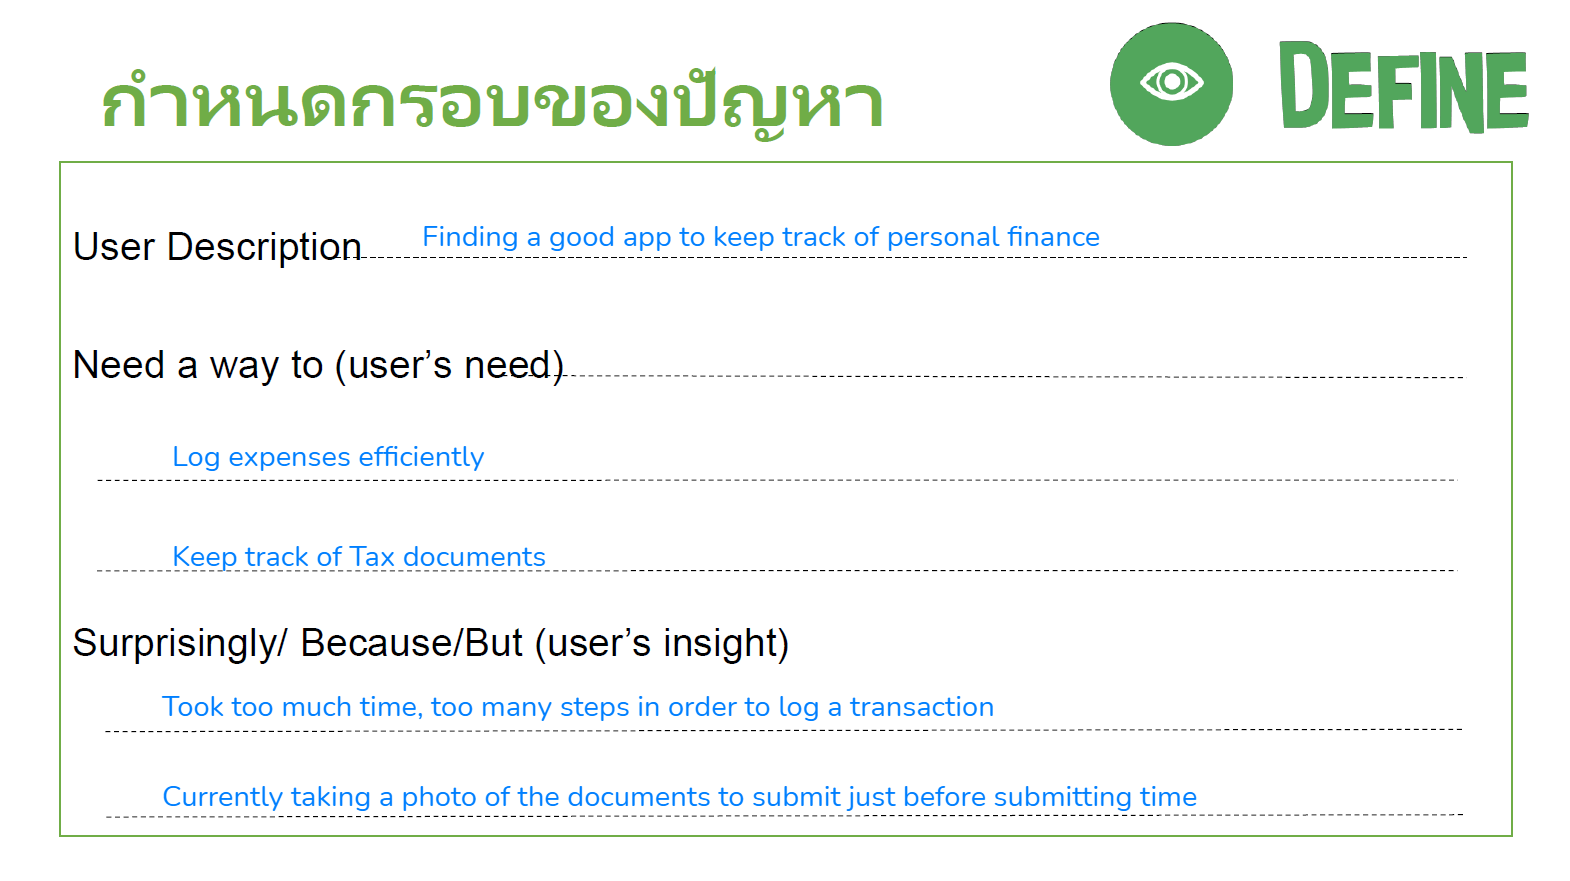 กำหนดกรอบของปัญหา
DEFINE
User Description Finding a good app to keep track of personal finance
Need a way to (user’s need)
Log expenses efficiently
Keep track of Tax documents
Surprisingly/ Because/But (user’s insight)
Took too much time, too many steps in order to log a transaction
Currently taking a photo of the documents to submit just before submitting time